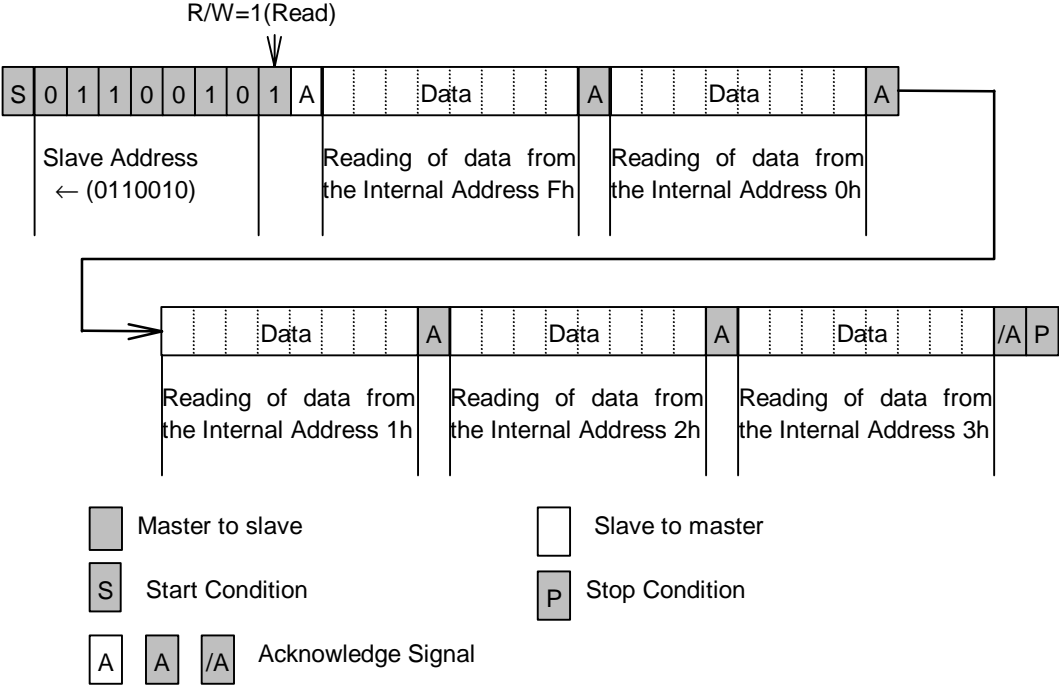 R/W=1(Read)
S 0 1 1 0 0 1 0 1 A Data A Data A
Slave Address
← (0110010)
Reading of data from
the Internal Address Fh
Reading of data from
the Internal Address 0h
Data A Data A Data /A P
Reading of data from
the Internal Address 1h
Reading of data from
the Internal Address 2h
Reading of data from
the Internal Address 3h
Master to slave
Slave to master
S Start Condition
P Stop Condition
A A /A Acknowledge Signal